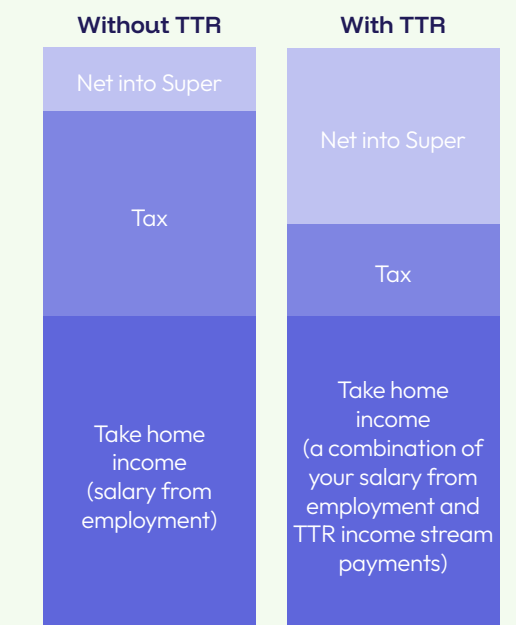 Without TTR
Net into Super
Tax
Take home
income
(salary from
employment)
With TTR
Net into Super
Tax
Take home
income
(a combination of
your salary from
employment and
TTR income stream
payments)